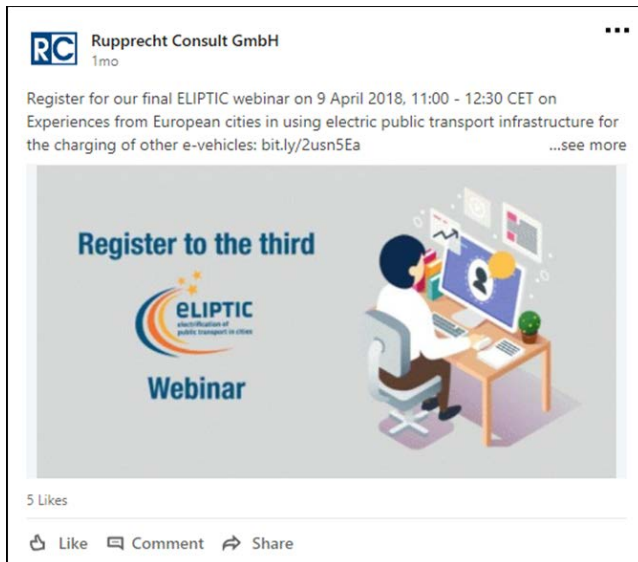 RC
Rupprecht Consult GmbH
1mo
Register for our final ELIPTIC webinar on 9 April 2018, 11:00 - 12:30 CET on
Experiences from European cities in using electric public transport infrastructure for
the charging of other e-vehicles: bit.ly/2usn5Ea ...see more
Register to the third
eLIPTIC
electrification of
public transport in cities
Webinar
5 Likes
Like Comment Share